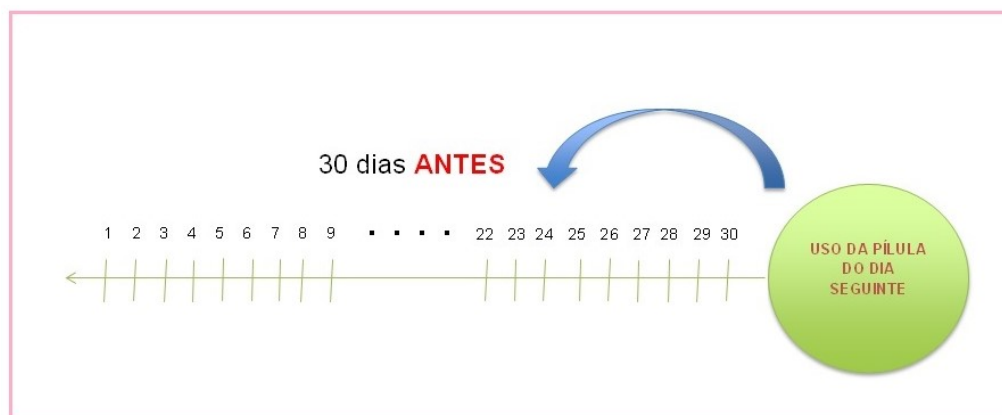 30 dias ANTES
1 2 3 4 5 6 7 8 9 . . . . 22 23 24 25 26 27 28 29 30
USO DA PÍLULA
DO DIA
SEGUINTE